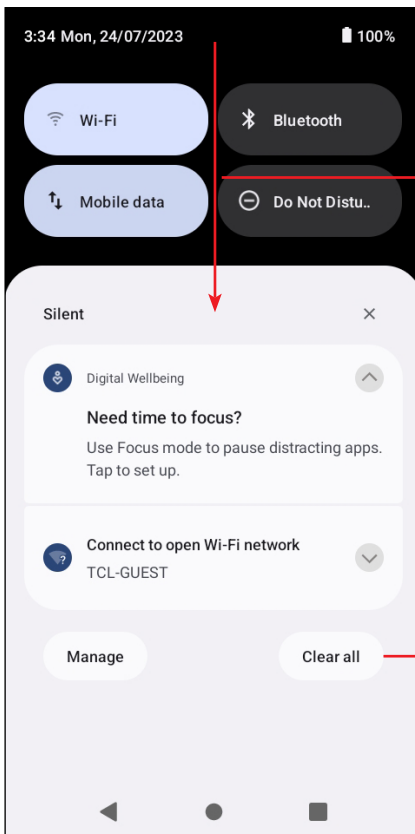 3:34 Mon, 24/07/2023 100%
Wi-Fi Bluetooth
Mobile data Do Not Distu..
Silent
Digital Wellbeing
Need time to focus?
Use Focus mode to pause distracting apps.
Tap to set up.
Connect to open Wi-Fi network
TCL-GUEST
Manage Clear all